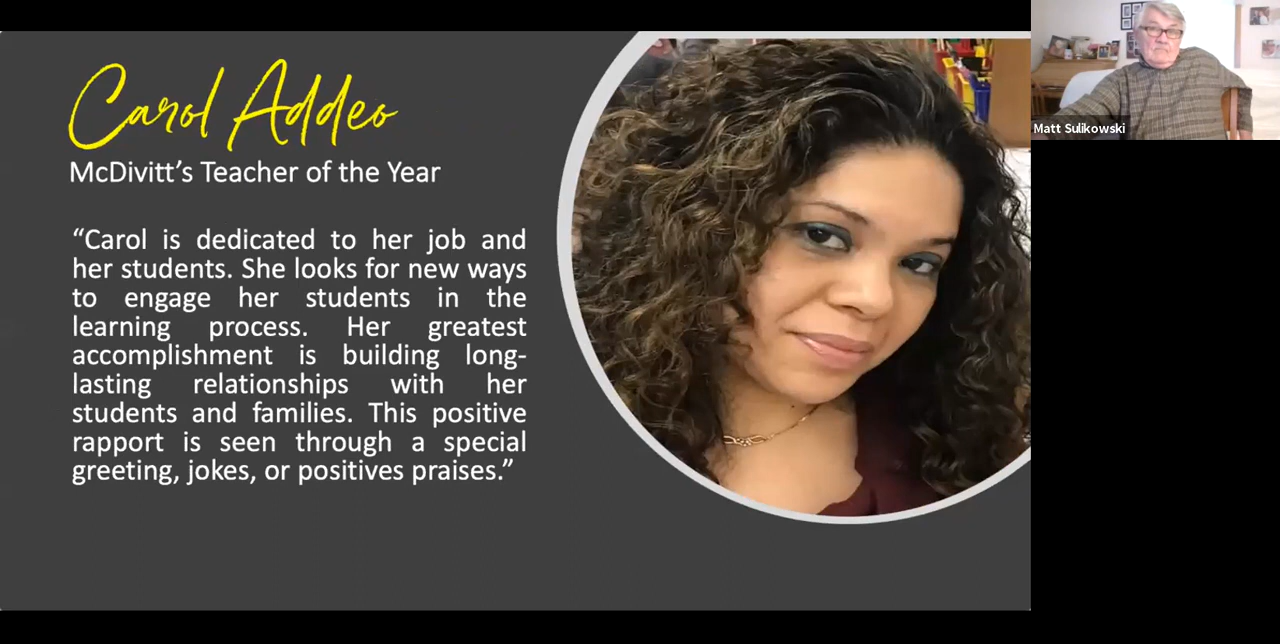 Carol Addeo
McDivitt’s Teacher of the Year
“Carol is dedicated to her job and
her students. She looks for new ways
to engage her students in the
learning process. Her greatest
accomplishment is building long-
lasting relationships with her
students and families. This positive
rapport is seen through a special
greeting, jokes, or positives praises.”
Matt Sulikowski